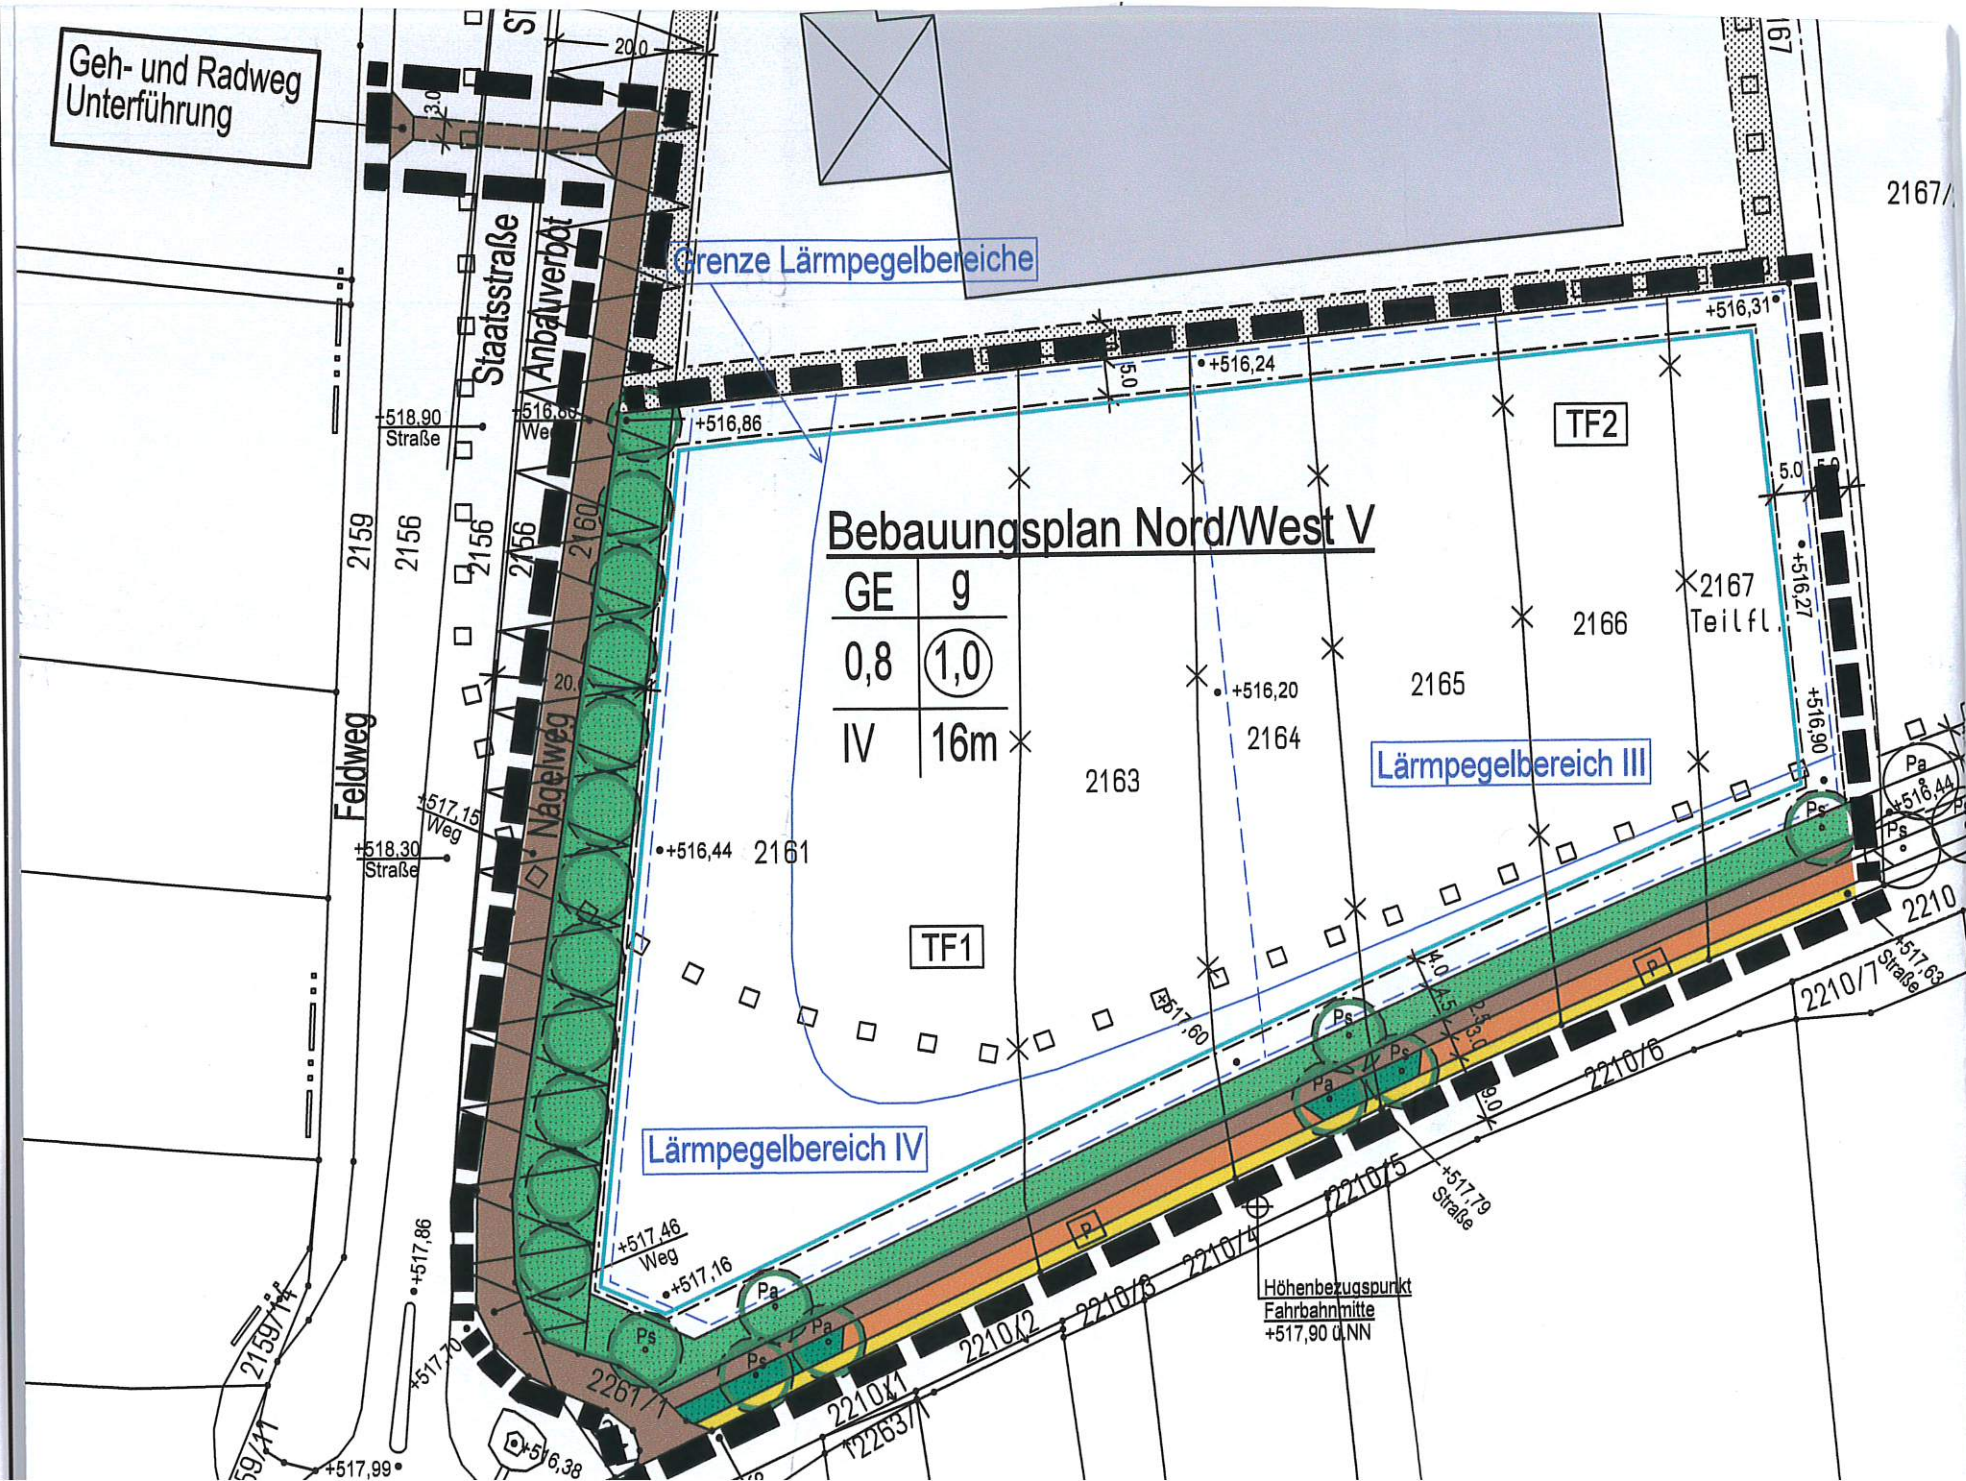 Geh- und Radweg
Unterführung
3.0
ST
20.0
167
2167/
Staatsstraße
Anbauverbot
Grenze Lärmpegelbereiche
+516,31
+516,24
5.0
+518.90
Straße
+516.80
Weg
+516,86
TF2
5.0
2159
2156
2156
2156
2160
Bebauungsplan Nord/West V
GE
g
0,8
1,0
IV
16m
+516,27
2167
Teilfl.
2166
2165
2164
2163
2161
+516,20
20.0
Nagelweg
Feldweg
+516,90
Lärmpegelbereich III
+517,15
Weg
+518.30
Straße
+516,44
TF1
Pa
Ps
+516,44
Ps
2210
+517,63
Straße
2210/7
P
4.0
4.5
2.5
3.0
9.0
+517,60
Ps
Ps
Pa
2210/6
Lärmpegelbereich IV
2210/5
+517,79
Straße
+517,46
Weg
+517,16
P
2210/4
Höhenbezugspunkt
Fahrbahnmitte
+517,90 ü.NN
2210/3
2210/2
2210/1
2263/1
Pa
Pa
Ps
Ps
2261/1
+517,86
2159/14
+517,70
59/11
+517,99
+516,38